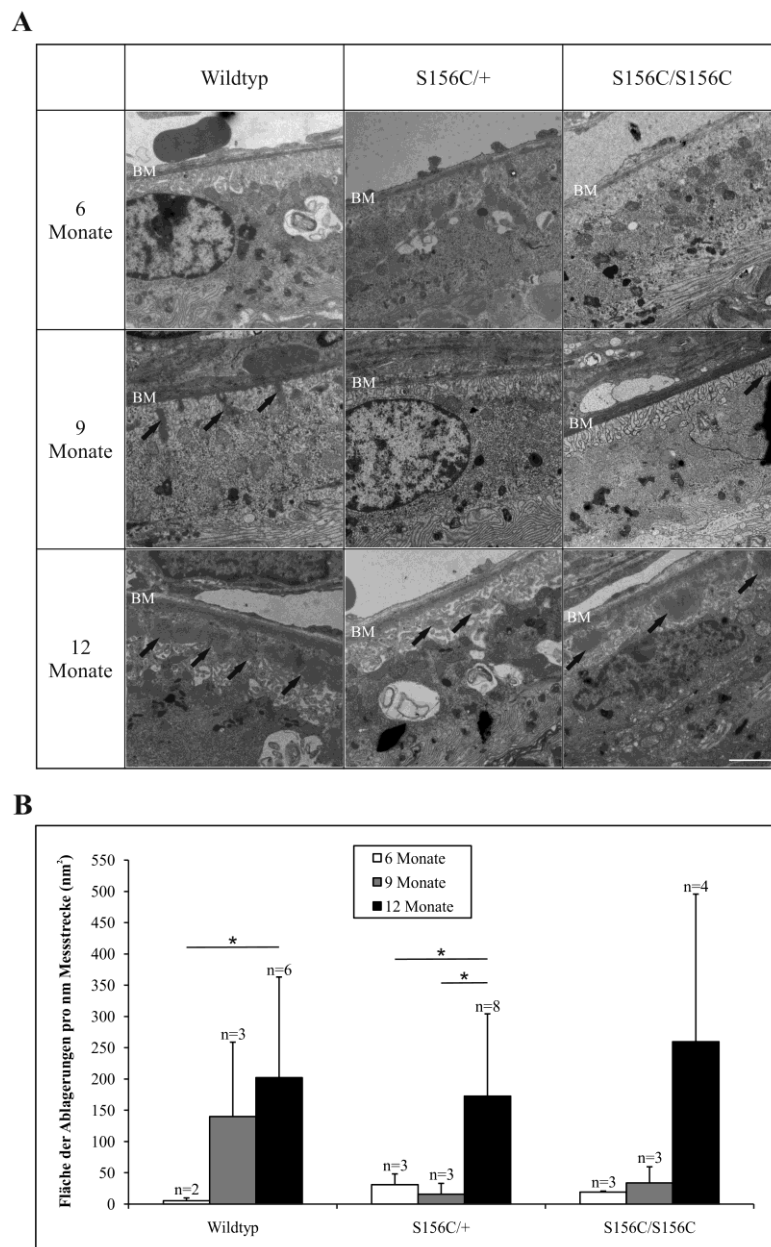 A
Wildtyp S156C/+ S156C/S156C
6 Monate
BM
BM
BM
9 Monate
BM
BM
BM
12 Monate
BM
BM
BM
B
Fläche der Ablagerungen pro nm Messstrecke (nm²)
550
500
450
400
350
300
250
200
150
100
50
0
6 Monate
9 Monate
12 Monate
*
*
*
n=2
n=3
n=6
n=3
n=3
n=8
n=3
n=3
n=4
Wildtyp S156C/+ S156C/S156C